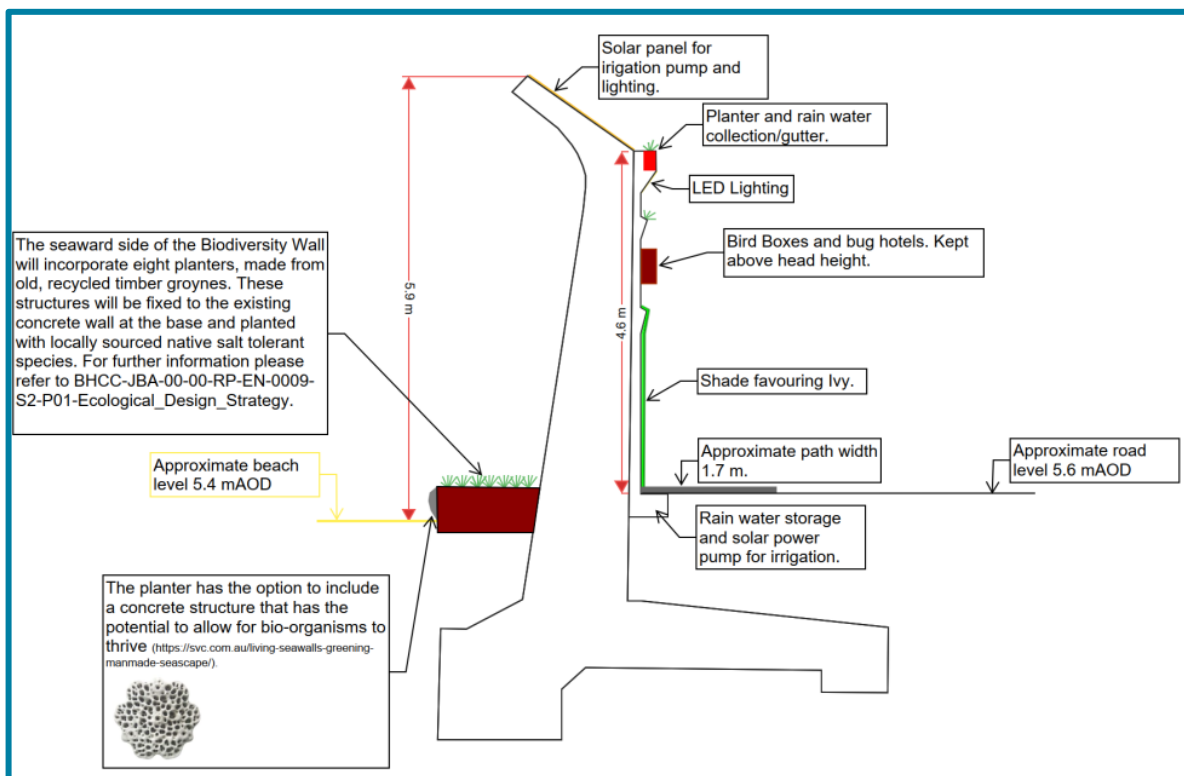 Solar panel for
irrigation pump and
lighting.
Planter and rain water
collection/gutter.
LED Lighting
Bird Boxes and bug hotels. Kept
above head height.
The seaward side of the Biodiversity Wall
will incorporate eight planters, made from
old, recycled timber groynes. These
structures will be fixed to the existing
concrete wall at the base and planted
with locally sourced native salt tolerant
species. For further information please
refer to BHCC-JBA-00-00-RP-EN-0009-
S2-P01-Ecological_Design_Strategy.
5.9 m
4.6 m
Shade favouring Ivy.
Approximate beach
level 5.4 mAOD
Approximate path width
1.7 m.
Approximate road
level 5.6 mAOD
Rain water storage
and solar power
pump for irrigation.
The planter has the option to include
a concrete structure that has the
potential to allow for bio-organisms to
thrive (https://svc.com.au/living-seawalls-greening-
manmade-seascape/).